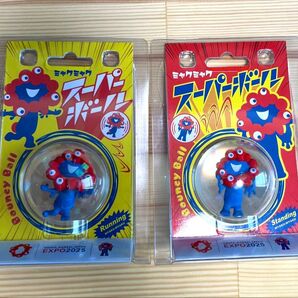 ミャクミャク
スーパー
ボール
Bouncy Ball
Running
EXPO2025
ミャクミャク
スーパーボール
Bouncy Ball
Standing
EXPO2025